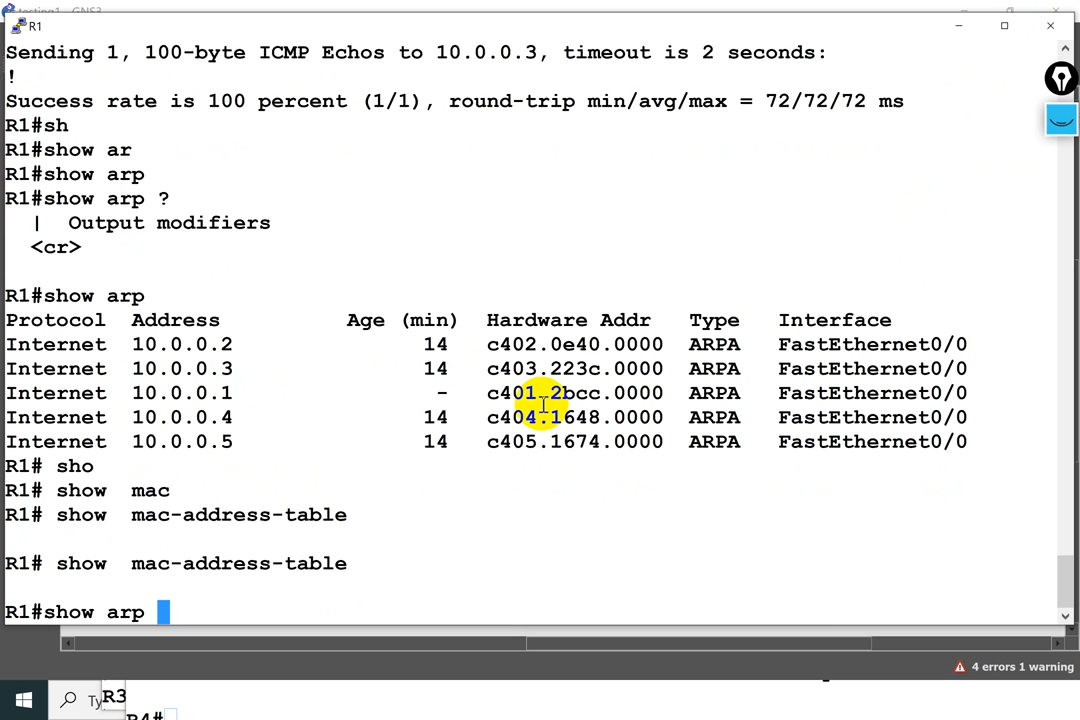 testing1 - GNS3
R1
Sending 1, 100-byte ICMP Echos to 10.0.0.3, timeout is 2 seconds:
!
Success rate is 100 percent (1/1), round-trip min/avg/max = 72/72/72 ms
R1#sh
R1#show ar
R1#show arp
R1#show arp ?
  |  Output modifiers
  <cr>
R1#show arp
Protocol  Address          Age (min)  Hardware Addr   Type   Interface
Internet  10.0.0.2               14   c402.0e40.0000  ARPA   FastEthernet0/0
Internet  10.0.0.3               14   c403.223c.0000  ARPA   FastEthernet0/0
Internet  10.0.0.1                -   c401.2bcc.0000  ARPA   FastEthernet0/0
Internet  10.0.0.4               14   c404.1648.0000  ARPA   FastEthernet0/0
Internet  10.0.0.5               14   c405.1674.0000  ARPA   FastEthernet0/0
R1# sho
R1# show  mac
R1# show  mac-address-table
R1# show  mac-address-table
R1#show arp
4 errors 1 warning
Ty
R3
R4#